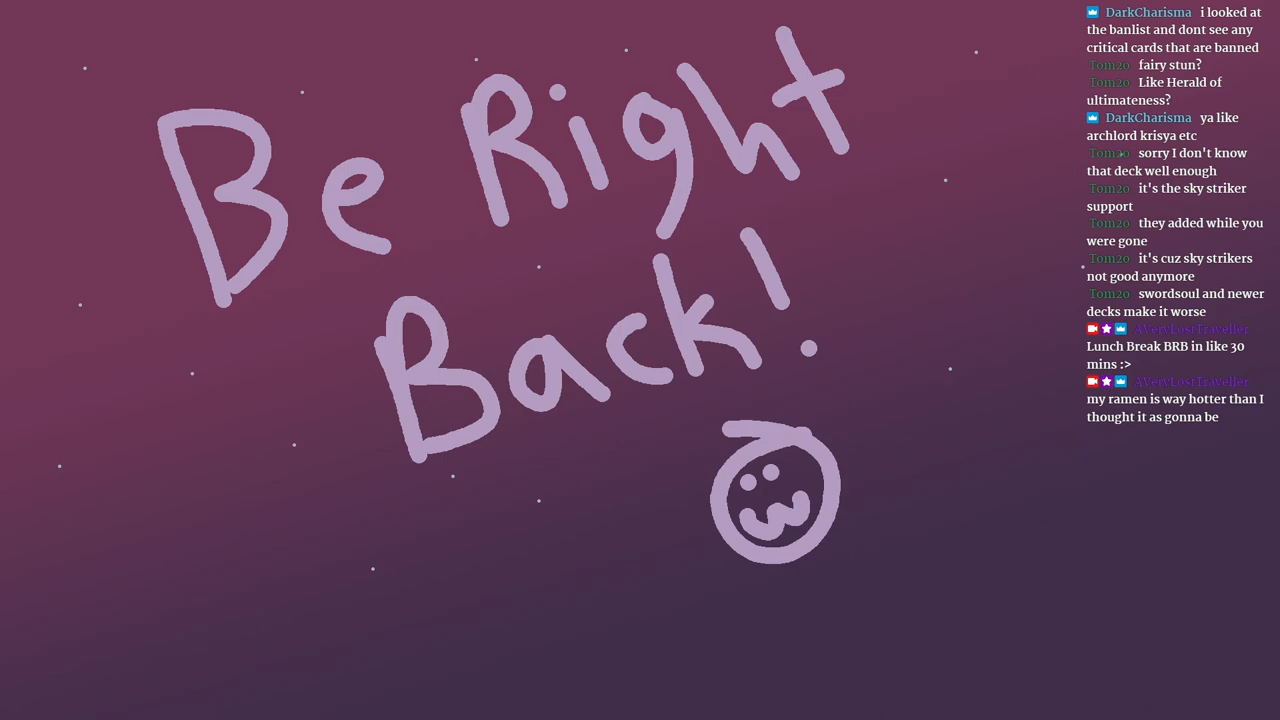 Be Right
Back!
DarkCharisma i looked at
the banlist and dont see any
critical cards that are banned
Tom20 fairy stun?
Tom20 Like Herald of
ultimateness?
DarkCharisma ya like
archlord krisya etc
Tom20 sorry I don't know
that deck well enough
Tom20 it's the sky striker
support
Tom20 they added while you
were gone
Tom20 it's cuz sky strikers
not good anymore
Tom20 swordsoul and newer
decks make it worse
AVeryLostTraveller
Lunch Break BRB in like 30
mins :>
AVeryLostTraveller
my ramen is way hotter than I
thought it as gonna be